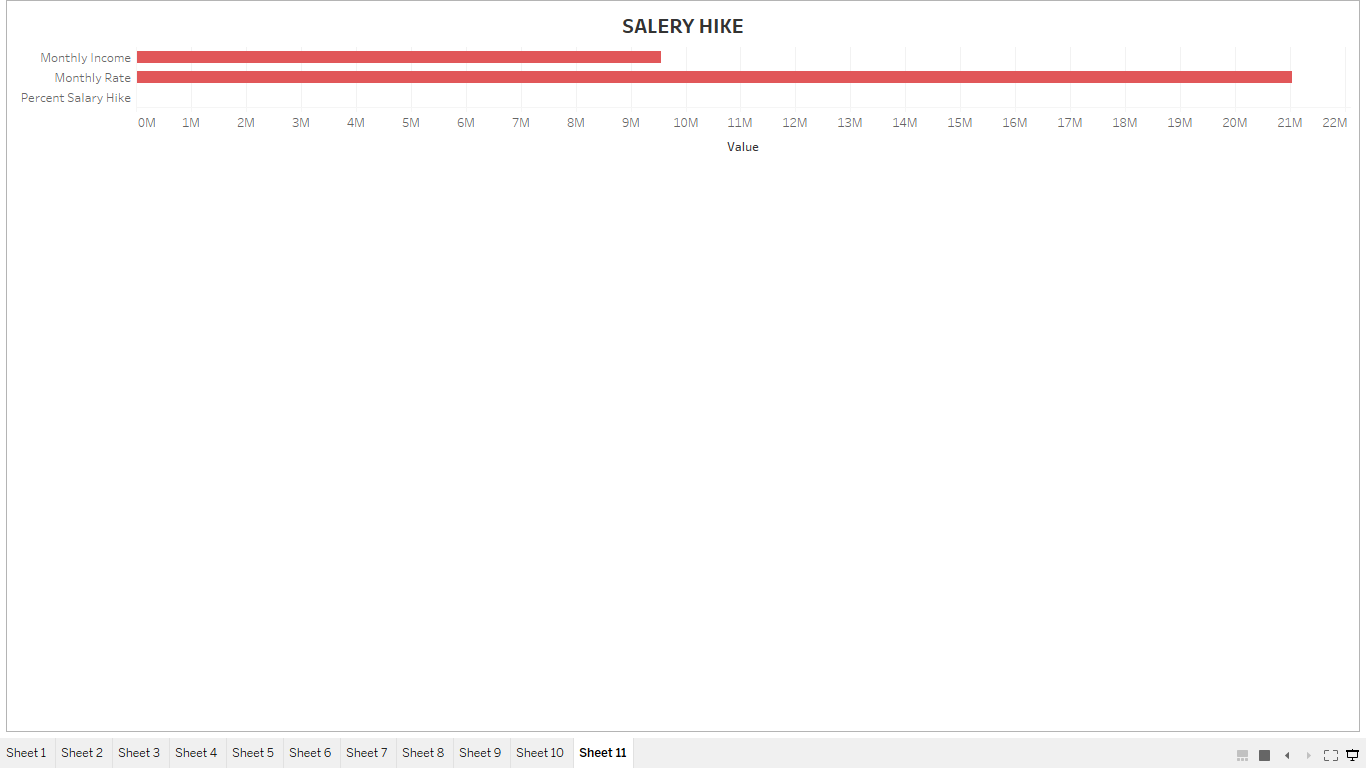 SALERY HIKE
Monthly Income
Monthly Rate
Percent Salary Hike
0M 1M 2M 3M 4M 5M 6M 7M 8M 9M 10M 11M 12M 13M 14M 15M 16M 17M 18M 19M 20M 21M 22M
Value
Sheet 1 Sheet 2 Sheet 3 Sheet 4 Sheet 5 Sheet 6 Sheet 7 Sheet 8 Sheet 9 Sheet 10 Sheet 11